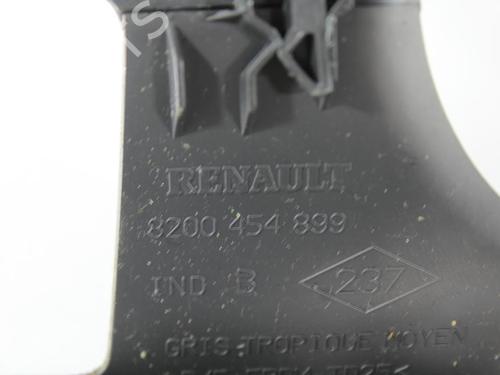 RENAULT
8200 454 899
IND B 237
GRIS TROPIQUE MOYEN